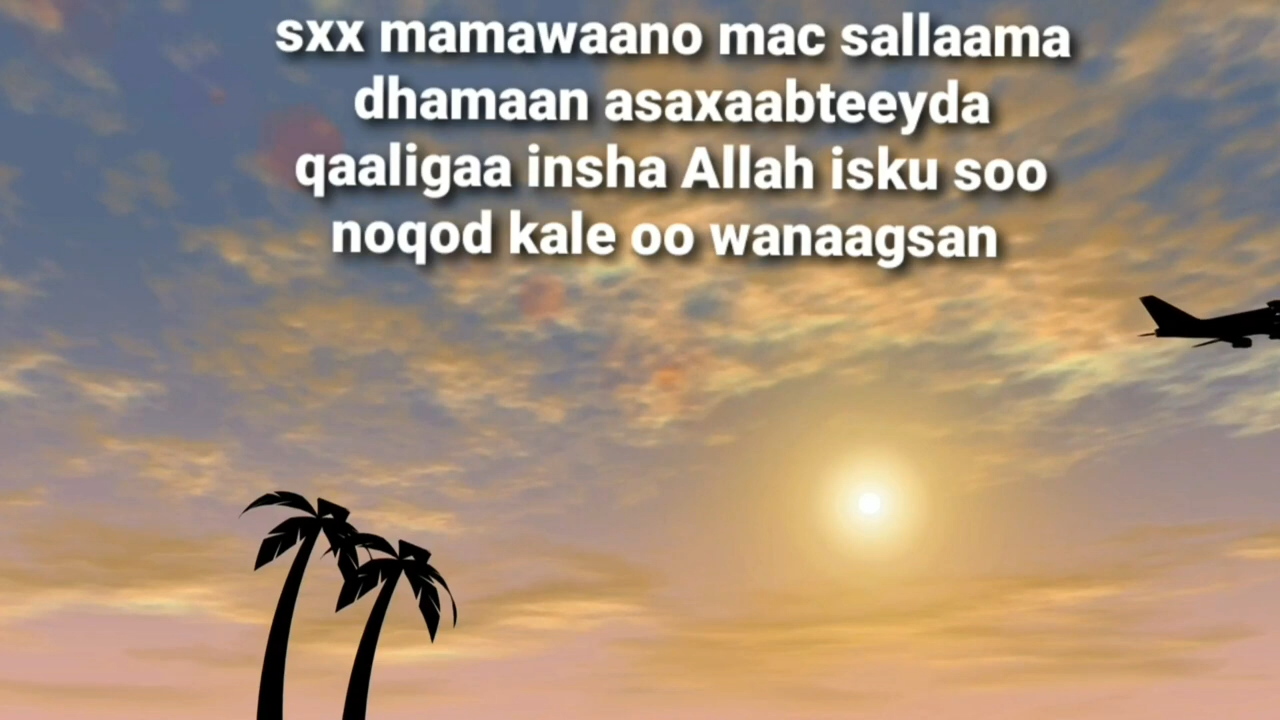 sxx mamawaano mac sallaama
dhamaan asaxaabteeyda
qaaligaa insha Allah isku soo
noqod kale oo wanaagsan